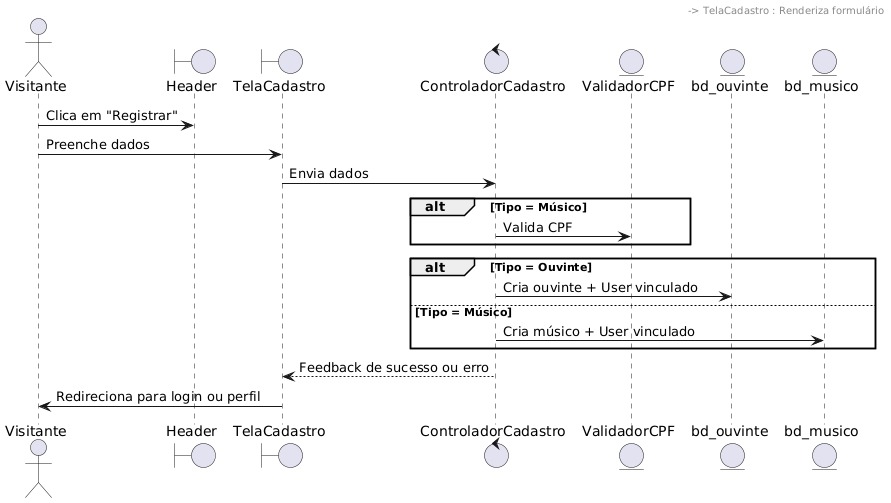 -> TelaCadastro : Renderiza formulário
Visitante Header TelaCadastro ControladorCadastro ValidadorCPF bd_ouvinte bd_musico
Clica em "Registrar"
Preenche dados
Envia dados
alt [Tipo = Músico]
Valida CPF
alt [Tipo = Ouvinte]
Cria ouvinte + User vinculado
[Tipo = Músico]
Cria músico + User vinculado
Feedback de sucesso ou erro
Redireciona para login ou perfil
Visitante Header TelaCadastro ControladorCadastro ValidadorCPF bd_ouvinte bd_musico